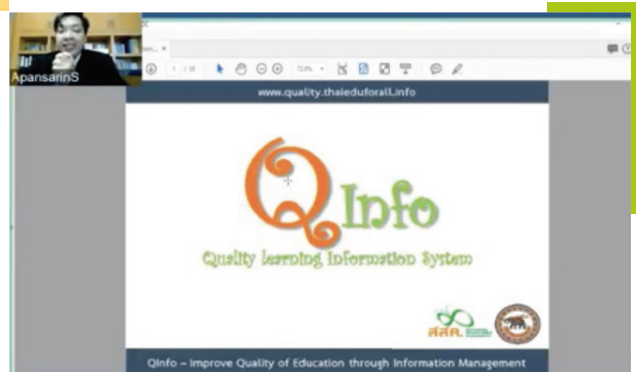 ApansarinS
www.quality.thaieduforall.info
QInfo
Quality learning Information System
สสค.
QInfo – Improve Quality of Education through Information Management